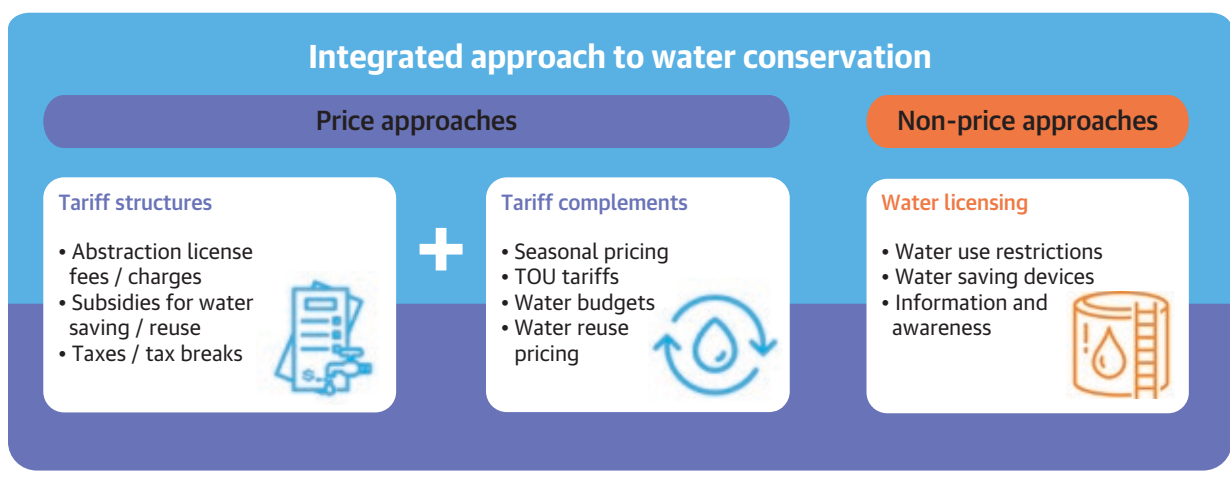 Integrated approach to water conservation
Price approaches
Non-price approaches
Tariff structures
• Abstraction license
fees / charges
• Subsidies for water
saving / reuse
• Taxes / tax breaks
$
+
Tariff complements
• Seasonal pricing
• TOU tariffs
• Water budgets
• Water reuse
pricing
Water licensing
• Water use restrictions
• Water saving devices
• Information and
awareness